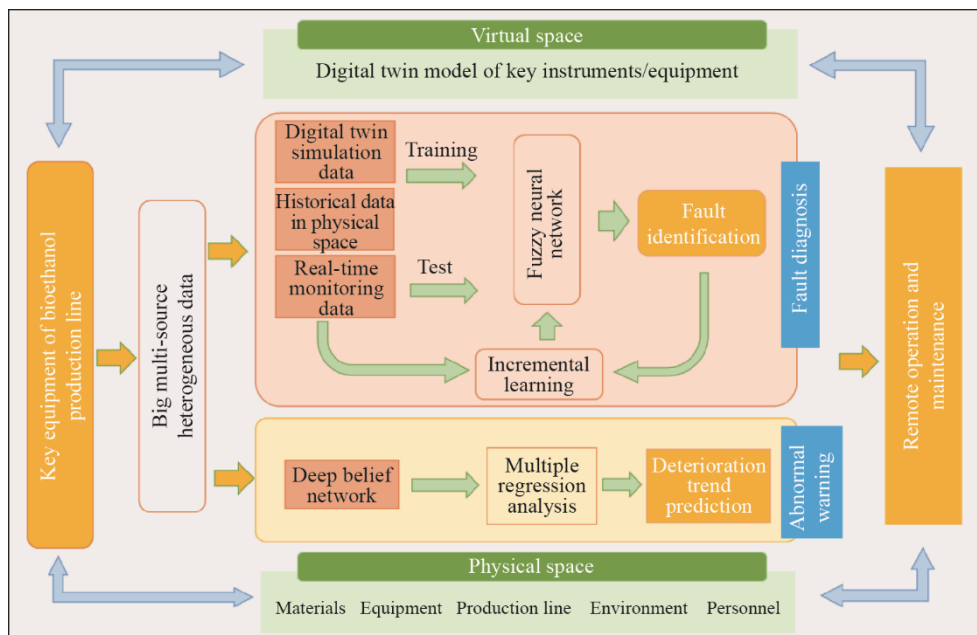 Virtual space
Digital twin model of key instruments/equipment
Key equipment of bioethanol
production line
Big multi-source
heterogeneous data
Digital twin
simulation
data
Historical data
in physical
space
Real-time
monitoring
data
Training
Test
Fuzzy neural
network
Fault
identification
Incremental
learning
Fault diagnosis
Deep belief
network
Multiple
regression
analysis
Deterioration
trend
prediction
Abnormal
warning
Remote operation and
maintenance
Physical space
Materials Equipment Production line Environment Personnel